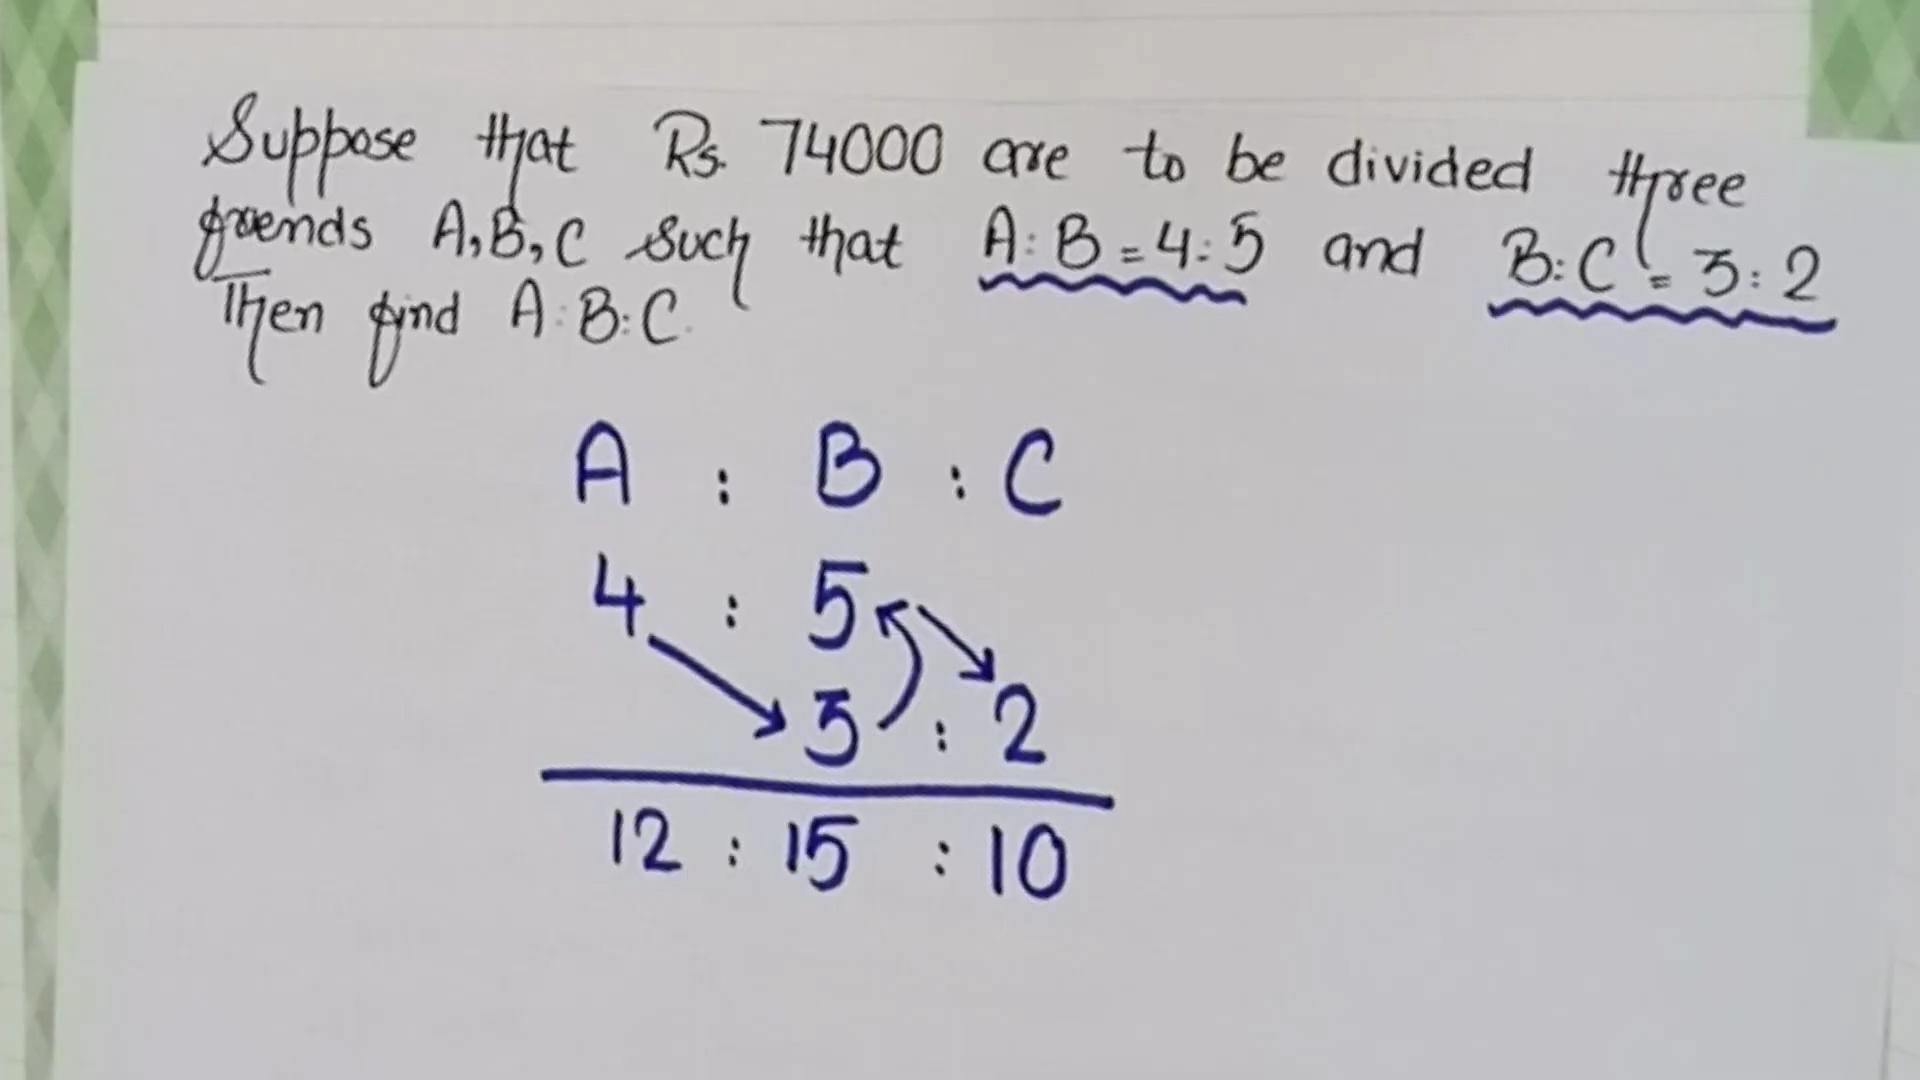 Suppose that Rs. 74000 are to be divided three
friends A,B,C such that A:B=4:5 and B:C=3:2
Then find A:B:C.
A : B : C
4 : 5
3 : 2
12 : 15 : 10